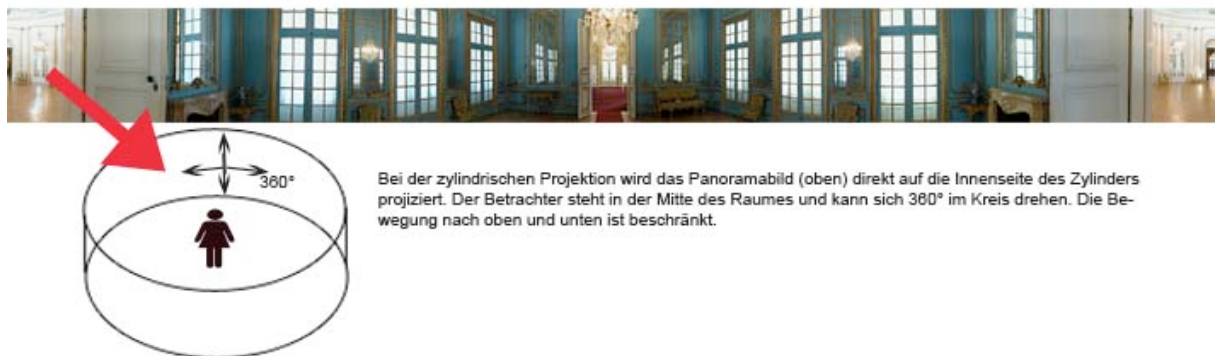 360°
Bei der zylindrischen Projektion wird das Panoramabild (oben) direkt auf die Innenseite des Zylinders
projiziert. Der Betrachter steht in der Mitte des Raumes und kann sich 360° im Kreis drehen. Die Be-
wegung nach oben und unten ist beschränkt.